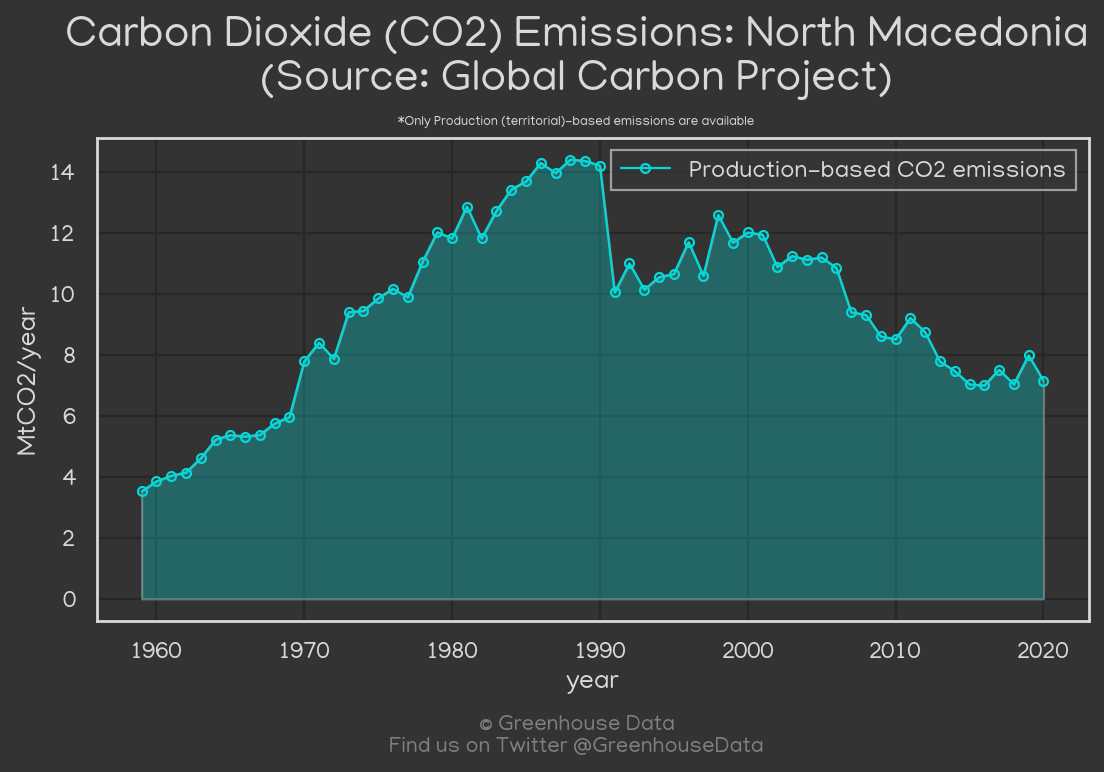 Carbon Dioxide (CO2) Emissions: North Macedonia
(Source: Global Carbon Project)
*Only Production (territorial)-based emissions are available
Production-based CO2 emissions
MtCO2/year
14
12
10
8
6
4
2
0
1960 1970 1980 1990 2000 2010 2020
year
© Greenhouse Data
Find us on Twitter @GreenhouseData